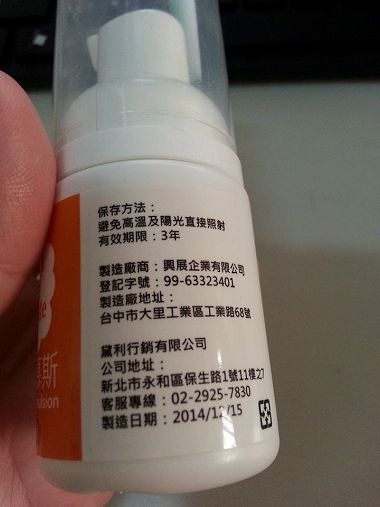 保存方法：
避免高溫及陽光直接照射
有效期限：3年
製造廠商：興展企業有限公司
登記字號：99-63323401
製造廠地址：
台中市大里工業區工業路68號
黛利行銷有限公司
公司地址：
新北市永和區保生路1號11樓之7
客服專線：02-2925-7830
製造日期：2014/12/15
斯